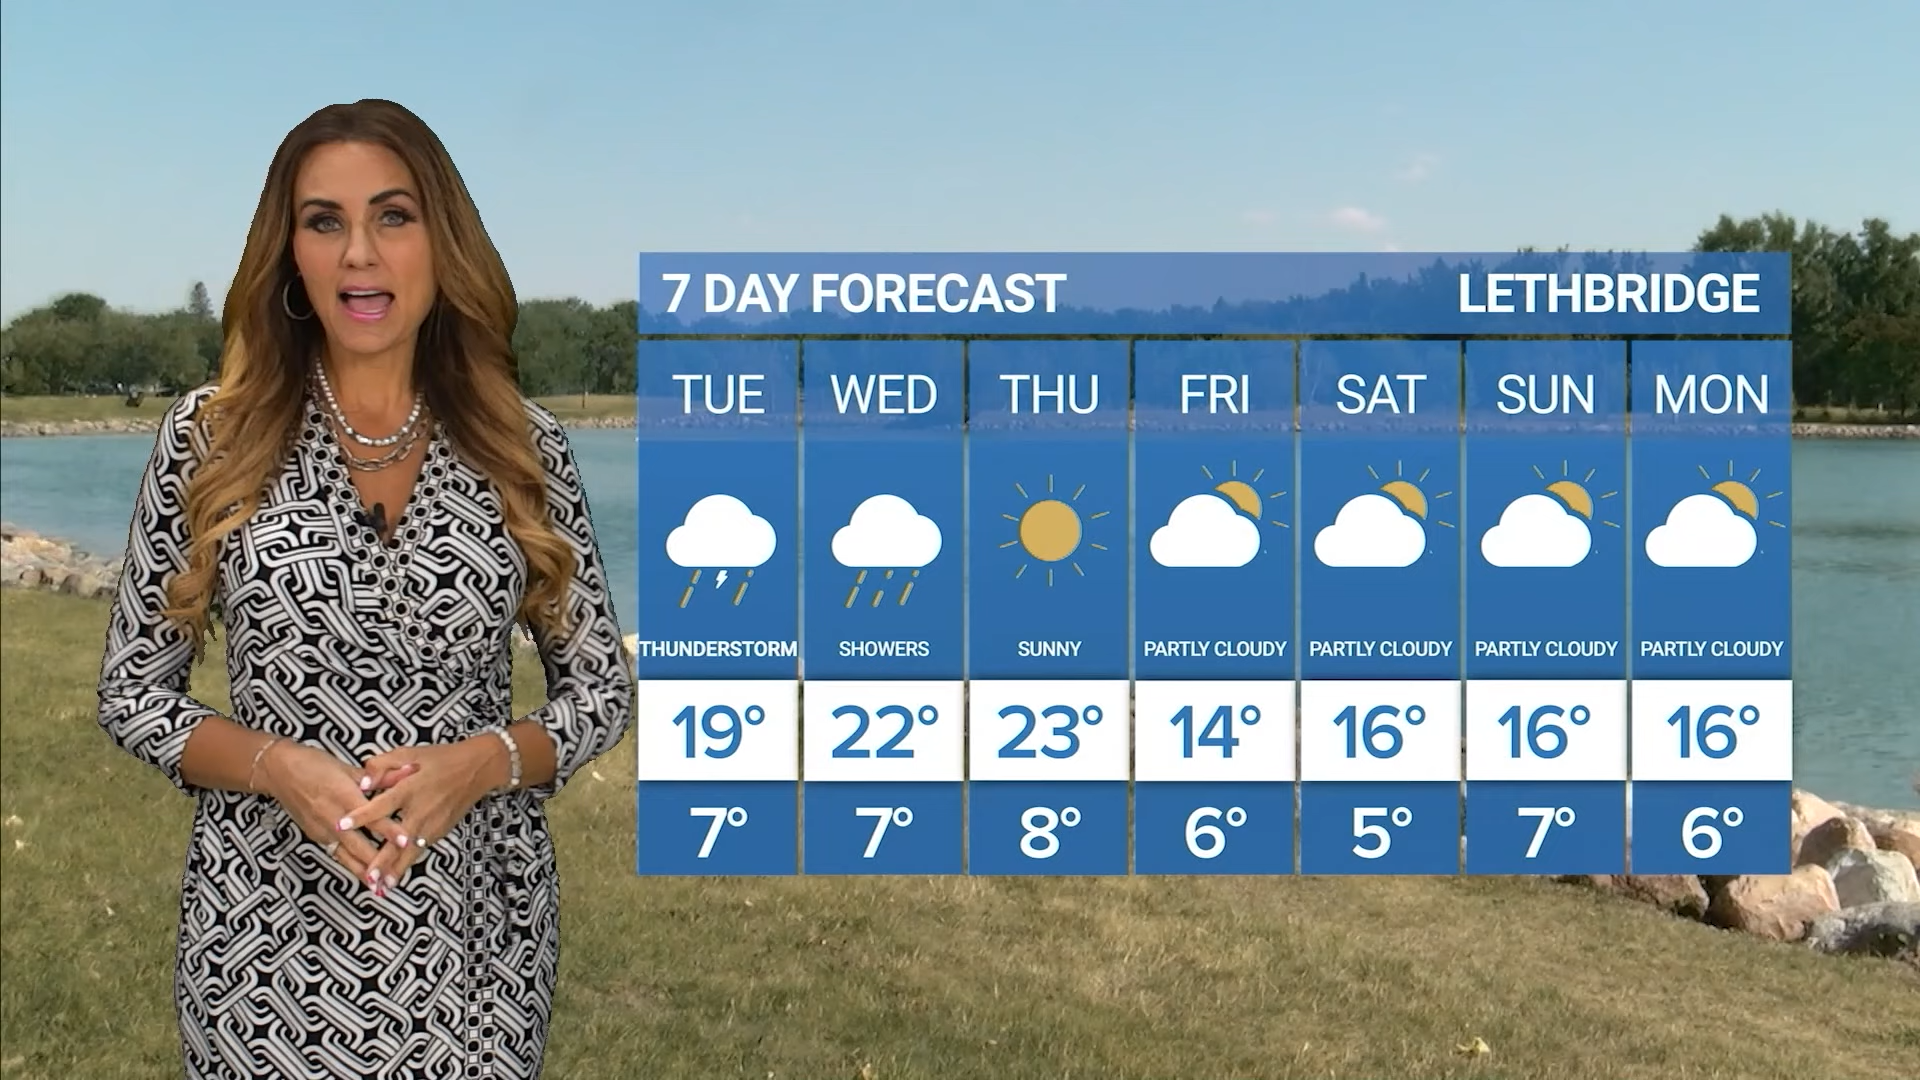 7 DAY FORECAST LETHBRIDGE
TUE WED THU FRI SAT SUN MON
THUNDERSTORM SHOWERS SUNNY PARTLY CLOUDY PARTLY CLOUDY PARTLY CLOUDY PARTLY CLOUDY
19° 22° 23° 14° 16° 16° 16°
7° 7° 8° 6° 5° 7° 6°